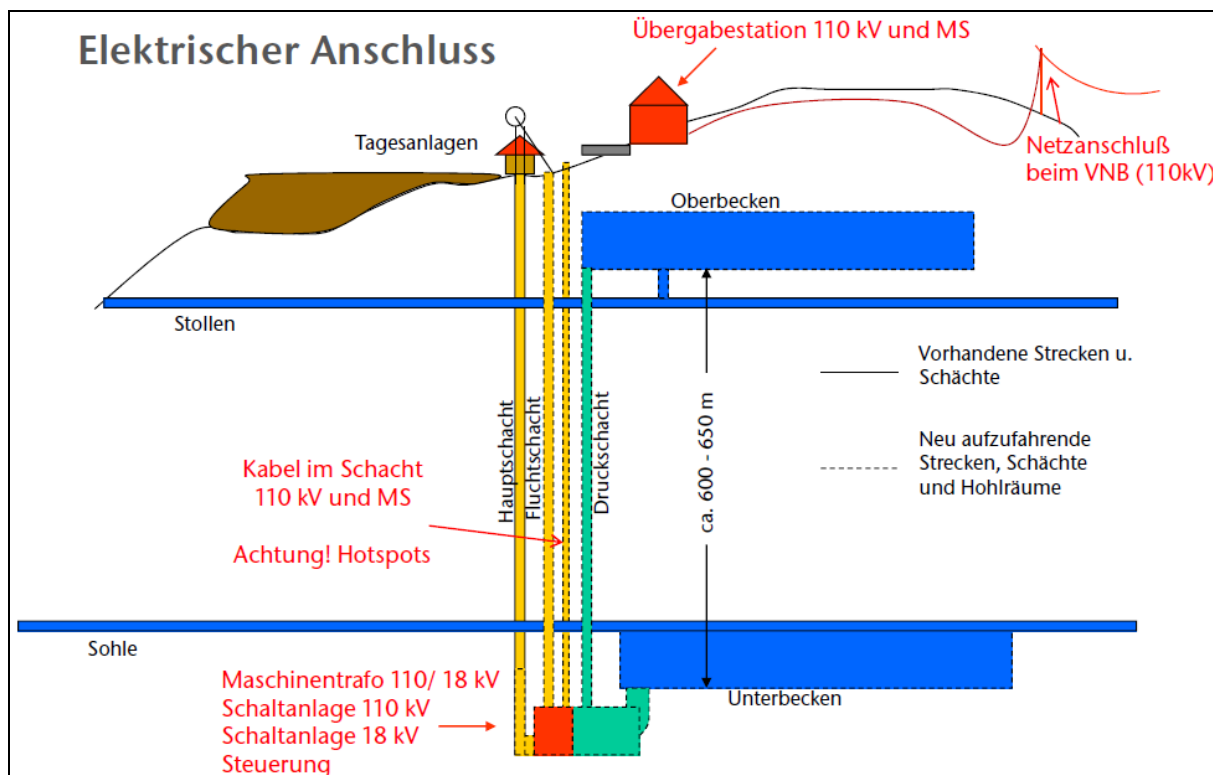 Elektrischer Anschluss
Übergabestation 110 kV und MS
Tagesanlagen
Netzanschluß
beim VNB (110kV)
Oberbecken
Stollen
Vorhandene Strecken u.
Schächte
Hauptschacht
Fluchtschacht
Druckschacht
ca. 600 - 650 m
Neu aufzufahrende
Strecken, Schächte
und Hohlräume
Kabel im Schacht
110 kV und MS
Achtung! Hotspots
Sohle
Maschinentrafo 110/ 18 kV
Schaltanlage 110 kV
Schaltanlage 18 kV
Steuerung
Unterbecken